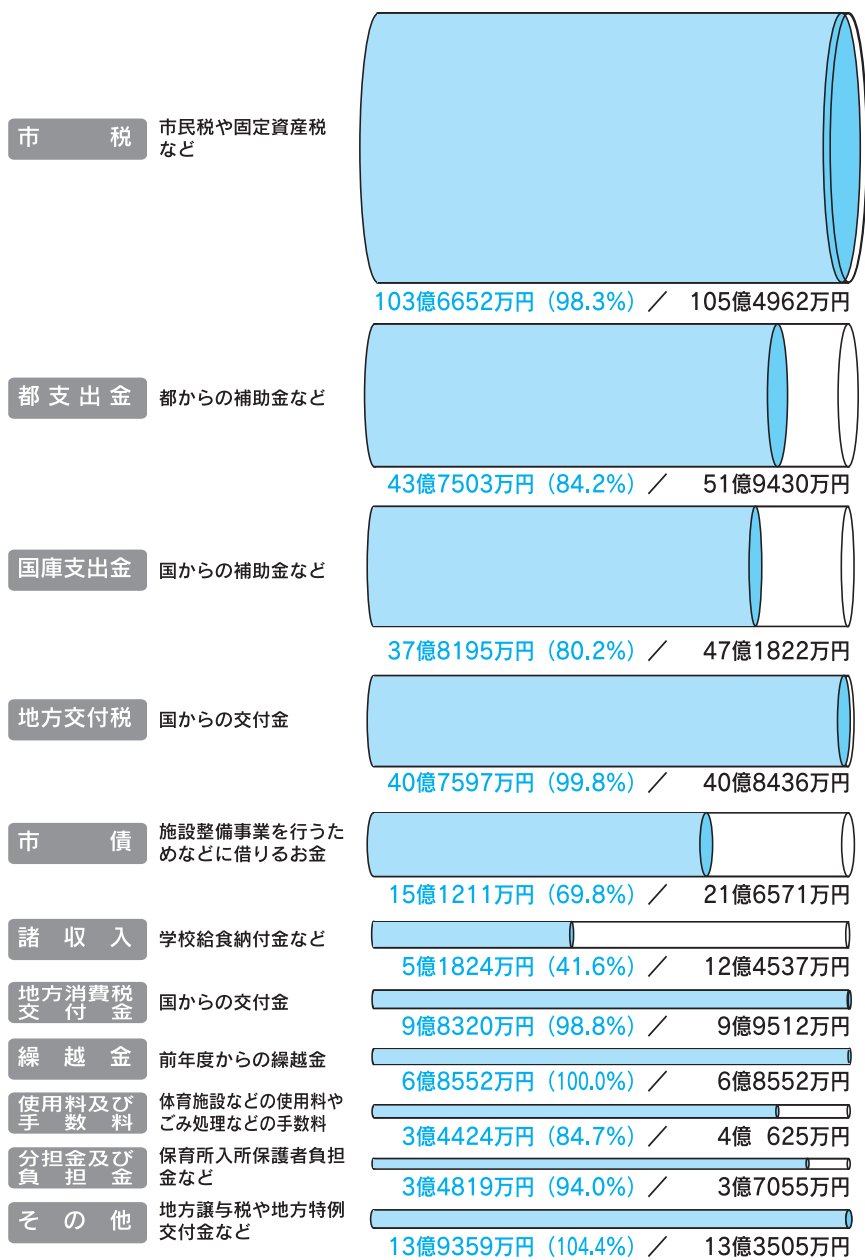 市税
市民税や固定資産税
など
103億6652万円（98.3%）／ 105億4962万円
都支出金
都からの補助金など
43億7503万円（84.2%）／ 51億9430万円
国庫支出金
国からの補助金など
37億8195万円（80.2%）／ 47億1822万円
地方交付税
国からの交付金
40億7597万円（99.8%）／ 40億8436万円
市債
施設整備事業を行うた
めなどに借りるお金
15億1211万円（69.8%）／ 21億6571万円
諸収入
学校給食納付金など
5億1824万円（41.6%）／ 12億4537万円
地方消費税
交付金
国からの交付金
9億8320万円（98.8%）／ 9億9512万円
繰越金
前年度からの繰越金
6億8552万円（100.0%）／ 6億8552万円
使用料及び
手数料
体育施設などの使用料や
ごみ処理などの手数料
3億4424万円（84.7%）／ 4億 625万円
分担金及び
負担金
保育所入所保護者負担
金など
3億4819万円（94.0%）／ 3億7055万円
その他
地方譲与税や地方特例
交付金など
13億9359万円（104.4%）／ 13億3505万円